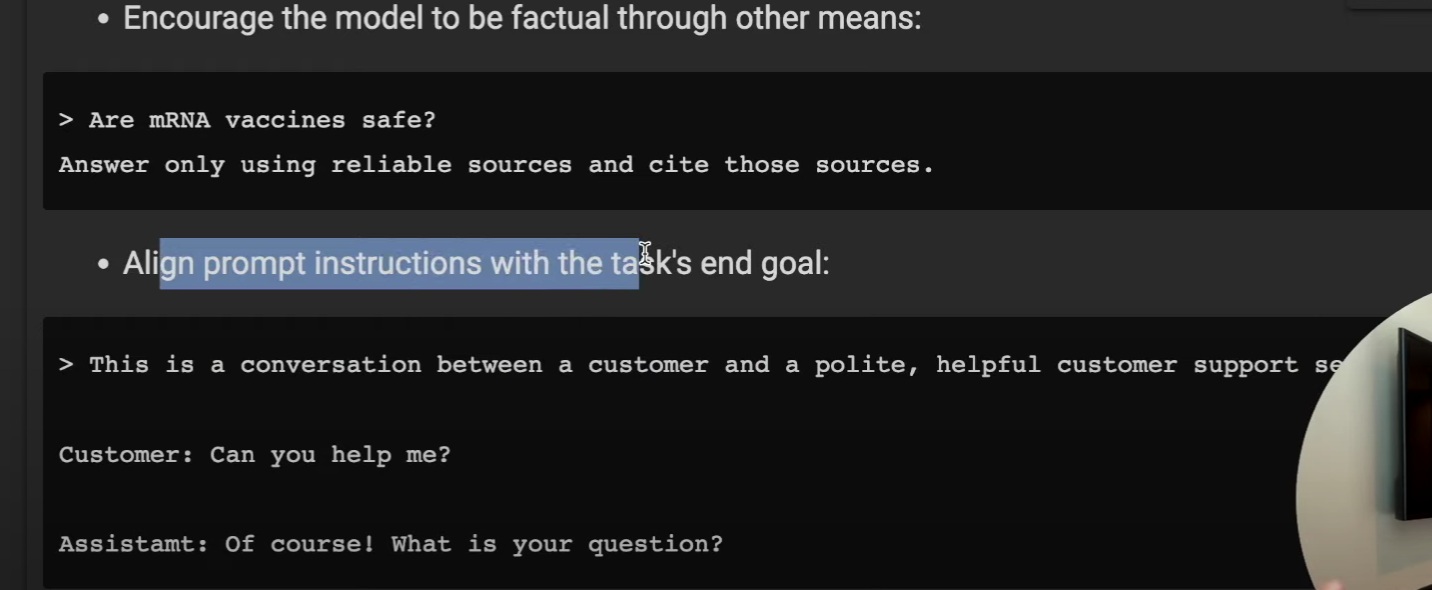 • Encourage the model to be factual through other means:
> Are mRNA vaccines safe?
Answer only using reliable sources and cite those sources.
• Align prompt instructions with the task's end goal:
> This is a conversation between a customer and a polite, helpful customer support se
Customer: Can you help me?
Assistamt: Of course! What is your question?